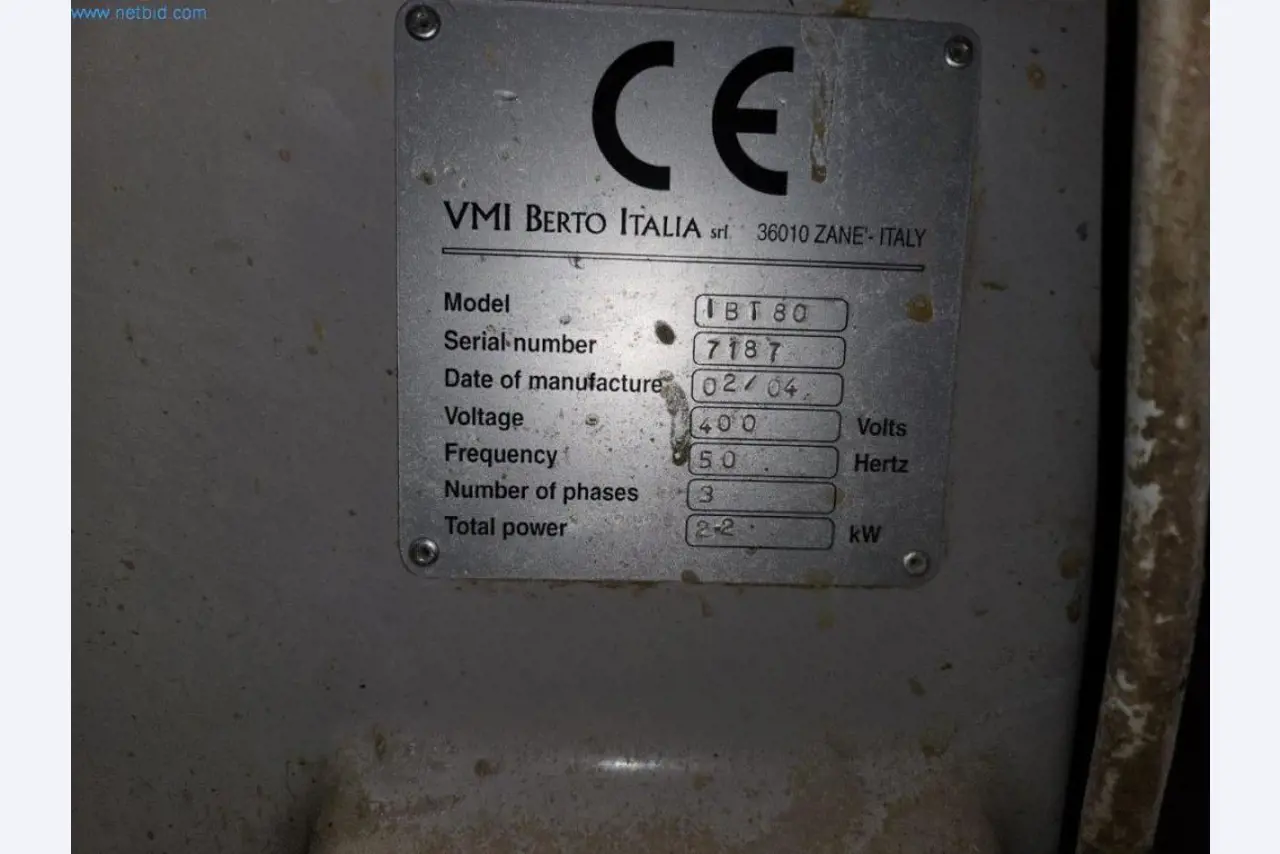 www.netbid.com
CE
VMI BERTO ITALIA srl 36010 ZANE'- ITALY
Model IBT80
Serial number 7187
Date of manufacture 02/04
Voltage 400 Volts
Frequency 50 Hertz
Number of phases 3
Total power 2.2 kW